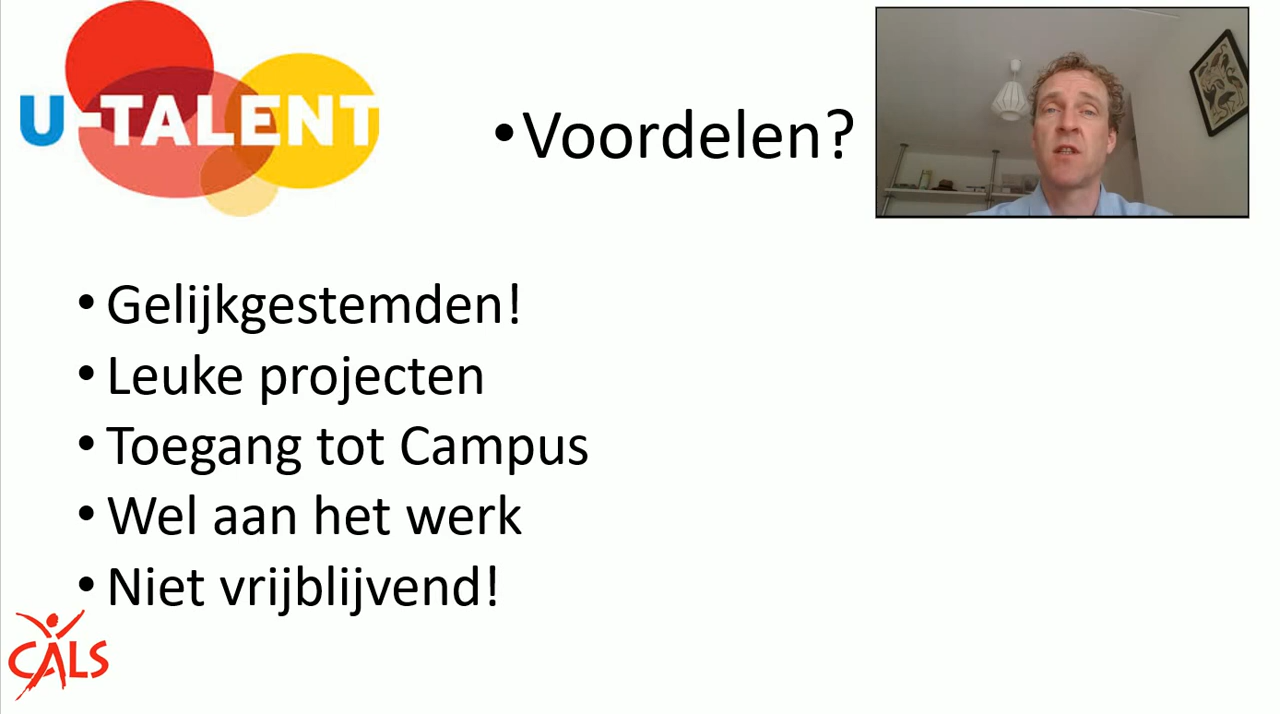 U-TALENT
• Voordelen?
• Gelijkgestemden!
• Leuke projecten
• Toegang tot Campus
• Wel aan het werk
• Niet vrijblijvend!
CALS